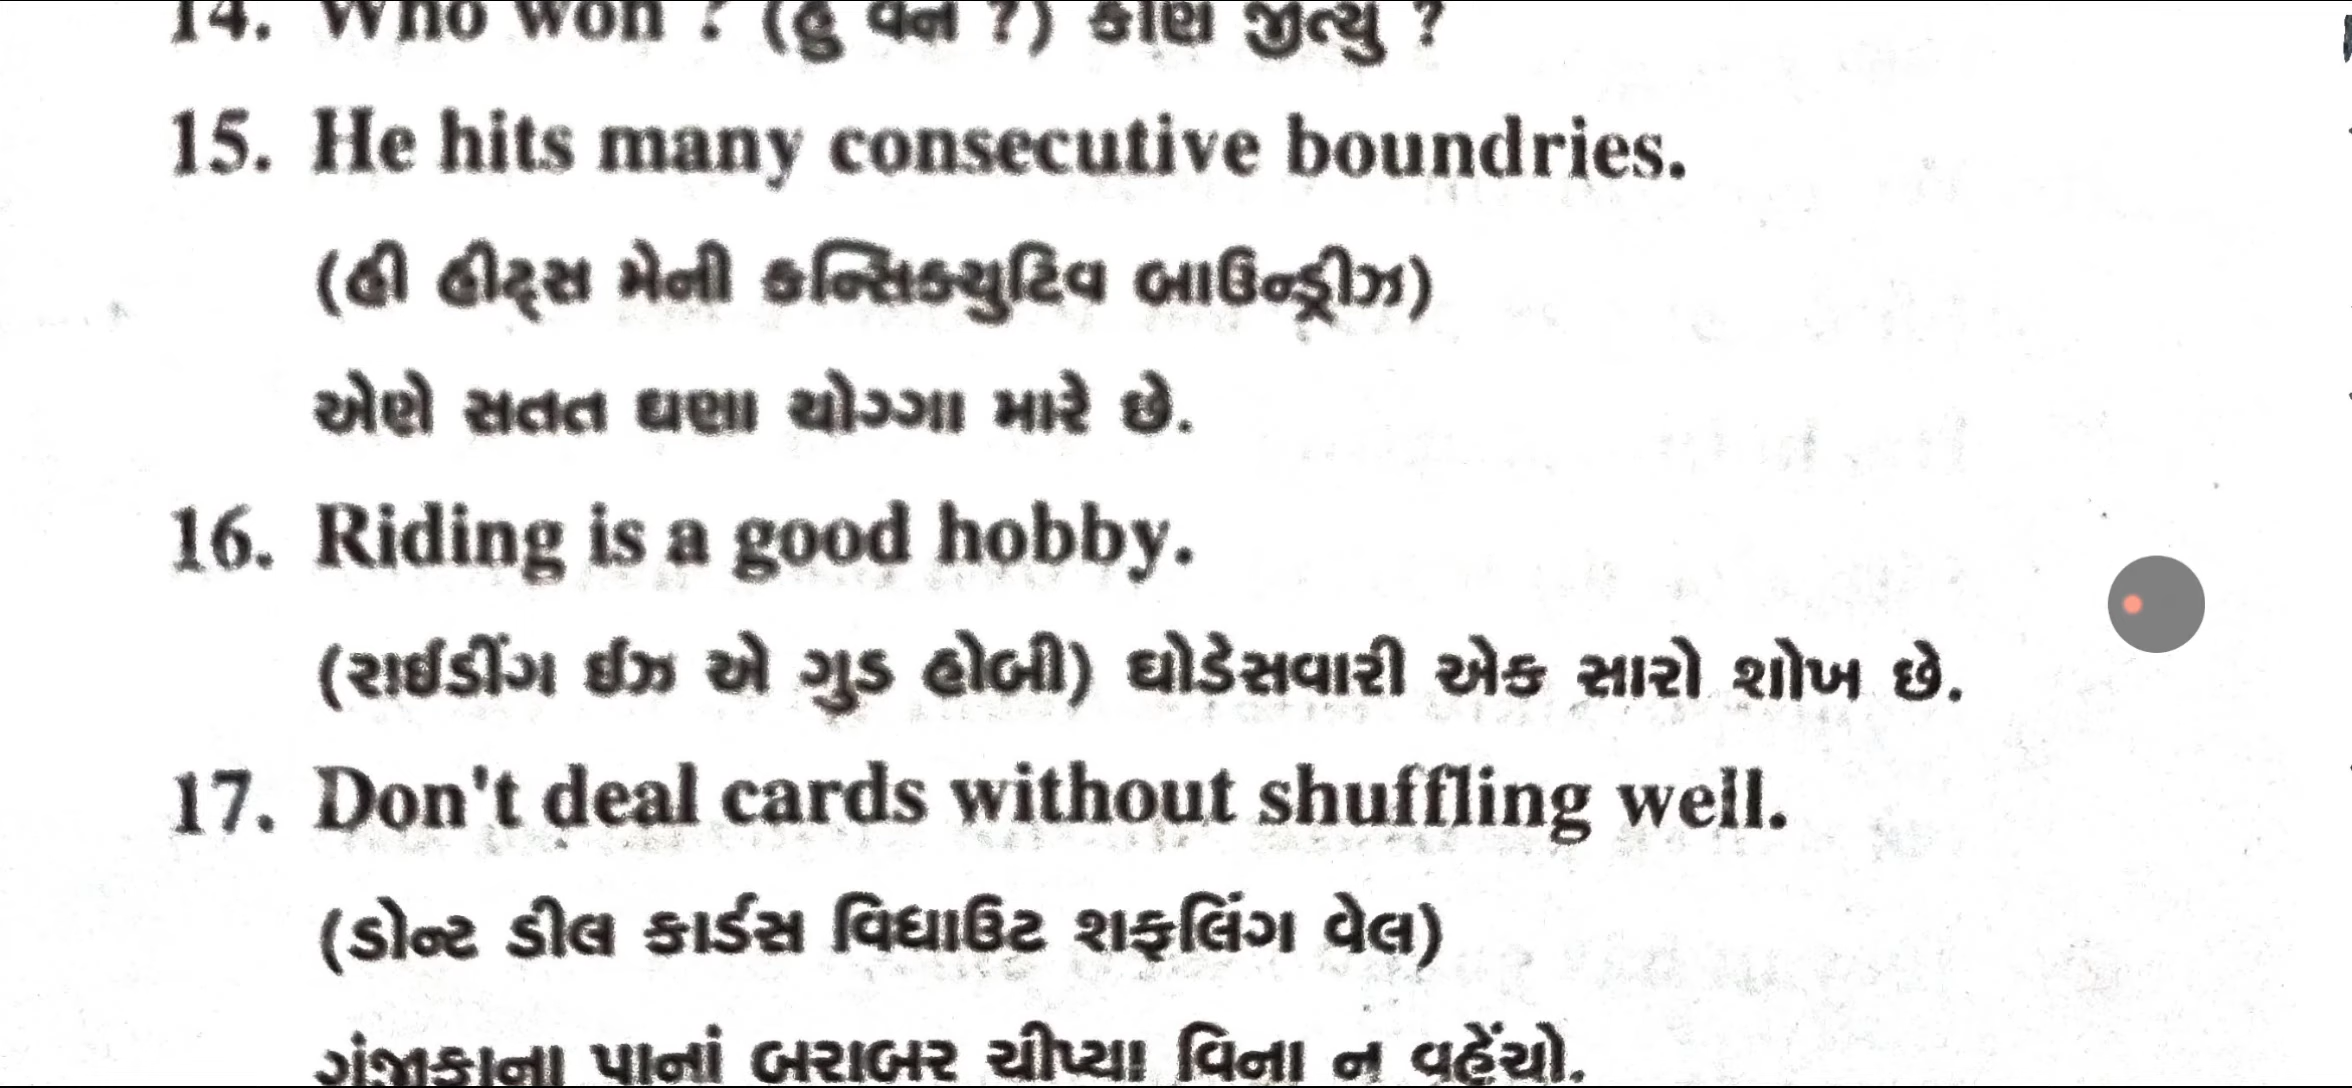 14. Who won ? (હુ વન ?) કોણ જીત્યુ ?
15. He hits many consecutive boundries.
(હી હીટ્સ મેની કન્સિક્યુટિવ બાઉન્ડ્રીઝ)
એણે સતત ઘણા ચોગ્ગા મારે છે.
16. Riding is a good hobby.
(રાઈડીંગ ઈઝ એ ગુડ હોબી) ઘોડેસવારી એક સારો શોખ છે.
17. Don't deal cards without shuffling well.
(ડોન્ટ ડીલ કાર્ડસ વિધાઉટ શફલિંગ વેલ)
ગંજીફાના પાનાં બરાબર ચીપ્યા વિના ન વહેંચો.